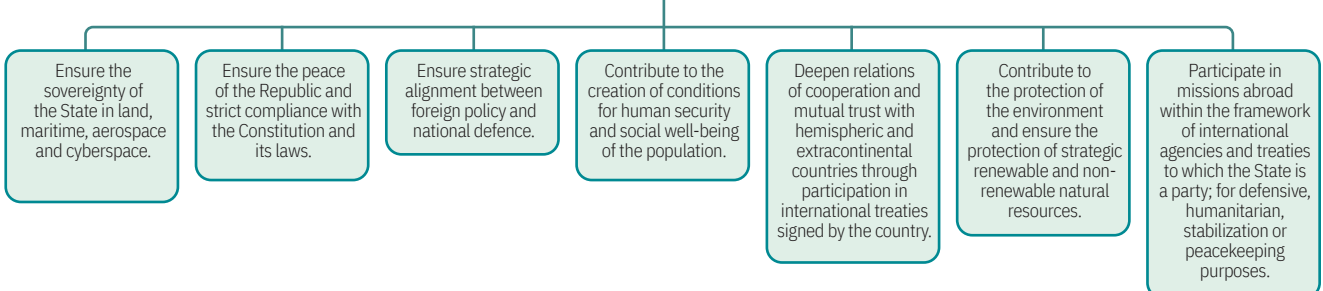 Ensure the
sovereignty of
the State in land,
maritime, aerospace
and cyberspace.
Ensure the peace
of the Republic and
strict compliance with
the Constitution and
its laws.
Ensure strategic
alignment between
foreign policy and
national defence.
Contribute to the
creation of conditions
for human security
and social well-being
of the population.
Deepen relations
of cooperation and
mutual trust with
hemispheric and
extracontinental
countries through
participation in
international treaties
signed by the country.
Contribute to
the protection of
the environment
and ensure the
protection of strategic
renewable and non-
renewable natural
resources.
Participate in
missions abroad
within the framework
of international
agencies and treaties
to which the State is
a party; for defensive,
humanitarian,
stabilization or
peacekeeping
purposes.